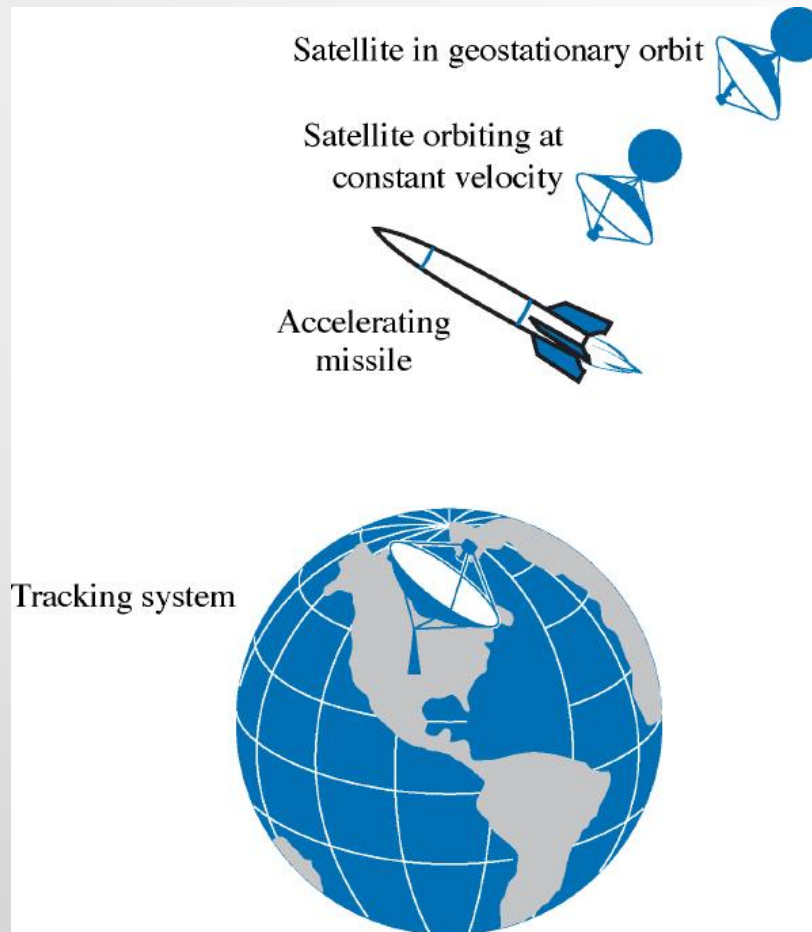 Satellite in geostationary orbit
Satellite orbiting at
constant velocity
Accelerating
missile
Tracking system